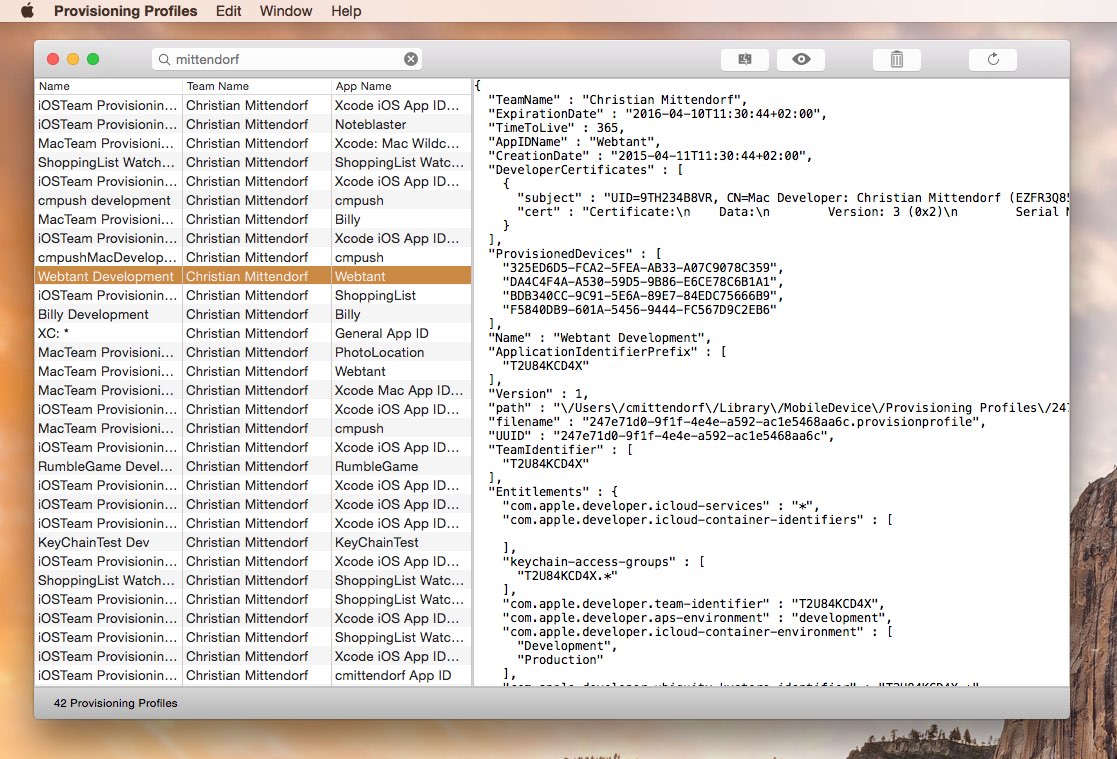 Provisioning Profiles Edit Window Help
mittendorf
Name Team Name App Name
iOSTeam Provisionin... Christian Mittendorf Xcode iOS App ID...
iOSTeam Provisionin... Christian Mittendorf Noteblaster
MacTeam Provisioni... Christian Mittendorf Xcode: Mac Wildc...
ShoppingList Watch... Christian Mittendorf ShoppingList Watc...
iOSTeam Provisionin... Christian Mittendorf Xcode iOS App ID...
cmpush development Christian Mittendorf cmpush
MacTeam Provisioni... Christian Mittendorf Billy
iOSTeam Provisionin... Christian Mittendorf Xcode iOS App ID...
cmpushMacDevelop... Christian Mittendorf cmpush
Webtant Development Christian Mittendorf Webtant
iOSTeam Provisionin... Christian Mittendorf ShoppingList
Billy Development Christian Mittendorf Billy
XC: * Christian Mittendorf General App ID
MacTeam Provisioni... Christian Mittendorf PhotoLocation
MacTeam Provisioni... Christian Mittendorf Webtant
MacTeam Provisioni... Christian Mittendorf Xcode Mac App ID...
iOSTeam Provisionin... Christian Mittendorf Xcode iOS App ID...
MacTeam Provisioni... Christian Mittendorf cmpush
iOSTeam Provisionin... Christian Mittendorf Xcode iOS App ID...
RumbleGame Devel... Christian Mittendorf RumbleGame
iOSTeam Provisionin... Christian Mittendorf Xcode iOS App ID...
iOSTeam Provisionin... Christian Mittendorf Xcode iOS App ID...
iOSTeam Provisionin... Christian Mittendorf Xcode iOS App ID...
KeyChainTest Dev Christian Mittendorf KeyChainTest
iOSTeam Provisionin... Christian Mittendorf Xcode iOS App ID...
ShoppingList Watch... Christian Mittendorf ShoppingList Watc...
iOSTeam Provisionin... Christian Mittendorf ShoppingList Watc...
iOSTeam Provisionin... Christian Mittendorf Xcode iOS App ID...
iOSTeam Provisionin... Christian Mittendorf ShoppingList Watc...
iOSTeam Provisionin... Christian Mittendorf Xcode iOS App ID...
iOSTeam Provisionin... Christian Mittendorf cmittendorf App ID
{
"TeamName" : "Christian Mittendorf",
"ExpirationDate" : "2016-04-10T11:30:44+02:00",
"TimeToLive" : 365,
"AppIDName" : "Webtant",
"CreationDate" : "2015-04-11T11:30:44+02:00",
"DeveloperCertificates" : [
{
"subject" : "UID=9TH234B8VR, CN=Mac Developer: Christian Mittendorf (EZFR3Q8
"cert" : "Certificate:\n    Data:\n        Version: 3 (0x2)\n        Serial
}
],
"ProvisionedDevices" : [
"325ED6D5-FCA2-5FEA-AB33-A07C9078C359",
"DA4C4F4A-A530-59D5-9B86-E6CE78C6B1A1",
"BDB340CC-9C91-5E6A-89E7-84EDC75666B9",
"F5840DB9-601A-5456-9444-FC567D9C2EB6"
],
"Name" : "Webtant Development",
"ApplicationIdentifierPrefix" : [
"T2U84KCD4X"
],
"Version" : 1,
"path" : "\/Users\/cmittendorf\/Library\/MobileDevice\/Provisioning Profiles\/247
"filename" : "247e71d0-9f1f-4e4e-a592-ac1e5468aa6c.provisionprofile",
"UUID" : "247e71d0-9f1f-4e4e-a592-ac1e5468aa6c",
"TeamIdentifier" : [
"T2U84KCD4X"
],
"Entitlements" : {
"com.apple.developer.icloud-services" : "*",
"com.apple.developer.icloud-container-identifiers" : [
],
"keychain-access-groups" : [
"T2U84KCD4X.*"
],
"com.apple.developer.team-identifier" : "T2U84KCD4X",
"com.apple.developer.aps-environment" : "development",
"com.apple.developer.icloud-container-environment" : [
"Development",
"Production"
],
42 Provisioning Profiles